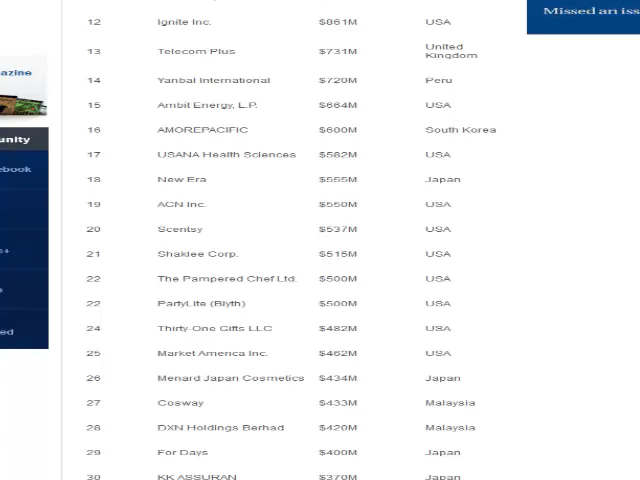 12 Ignite Inc. $861M USA
Missed an iss
13 Telecom Plus $731M United Kingdom
azine
14 Yanbal International $720M Peru
15 Ambit Energy, L.P. $664M USA
16 AMOREPACIFIC $600M South Korea
unity
17 USANA Health Sciences $582M USA
ebook
18 New Era $555M Japan
19 ACN Inc. $550M USA
20 Scentsy $537M USA
21 Shaklee Corp. $515M USA
22 The Pampered Chef Ltd. $500M USA
22 PartyLite (Blyth) $500M USA
24 Thirty-One Gifts LLC $482M USA
ed
25 Market America Inc. $462M USA
26 Menard Japan Cosmetics $434M Japan
27 Cosway $433M Malaysia
28 DXN Holdings Berhad $420M Malaysia
29 For Days $400M Japan
30 KK ASSURAN $370M Japan